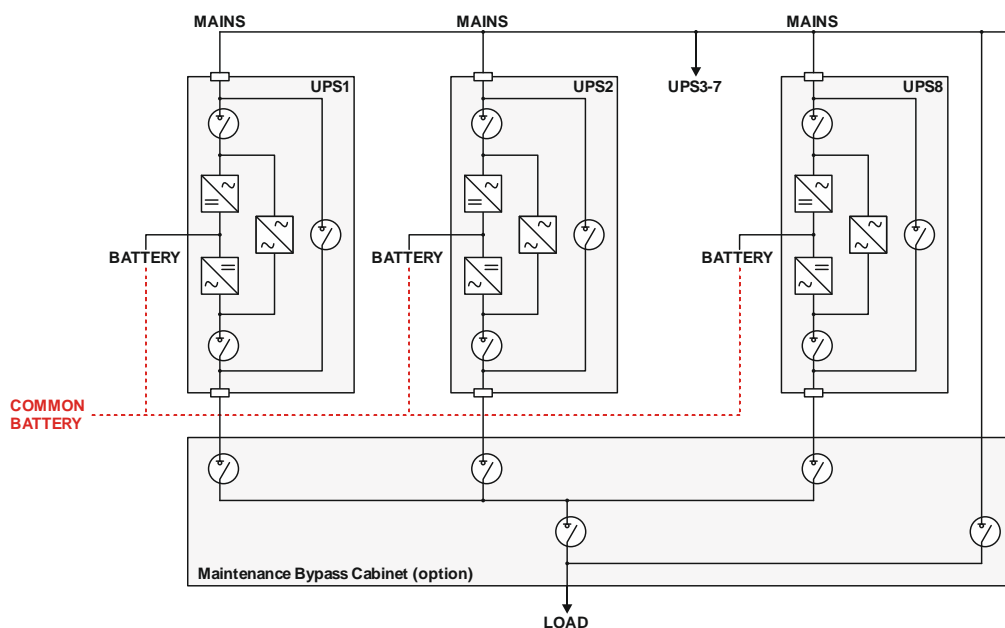 MAINS
MAINS
MAINS
UPS1
UPS2
UPS3-7
UPS8
BATTERY
BATTERY
BATTERY
COMMON
BATTERY
Maintenance Bypass Cabinet (option)
LOAD